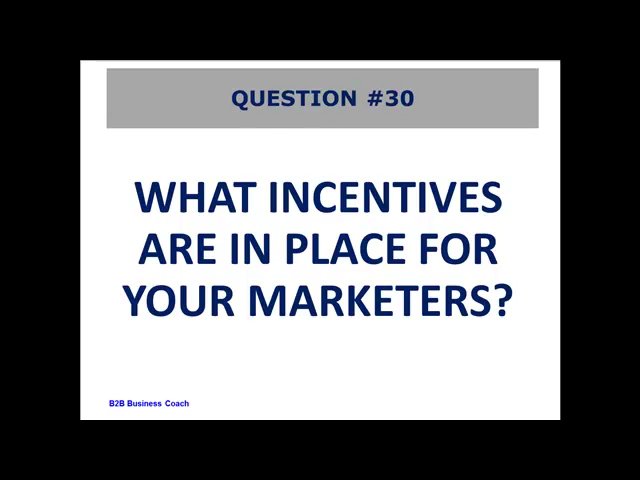 QUESTION #30
WHAT INCENTIVES
ARE IN PLACE FOR
YOUR MARKETERS?
B2B Business Coach